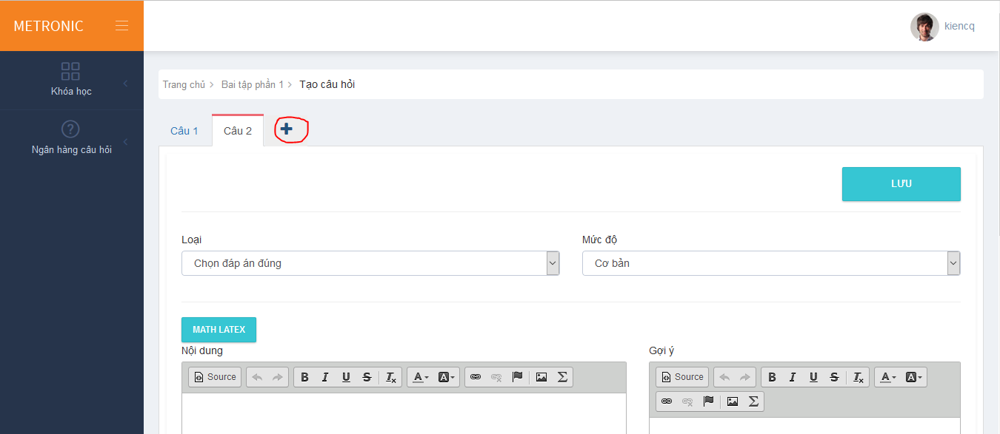 METRONIC
kiencq
Khóa học
Ngân hàng câu hỏi
Trang chủ > Bai tập phần 1 > Tạo câu hỏi
Câu 1 Câu 2
LƯU
Loại Mức độ
Chọn đáp án đúng Cơ bản
MATH LATEX
Nội dung Gợi ý
Source B I U S Tx A A Σ
Source B I U S Tx A A
Σ